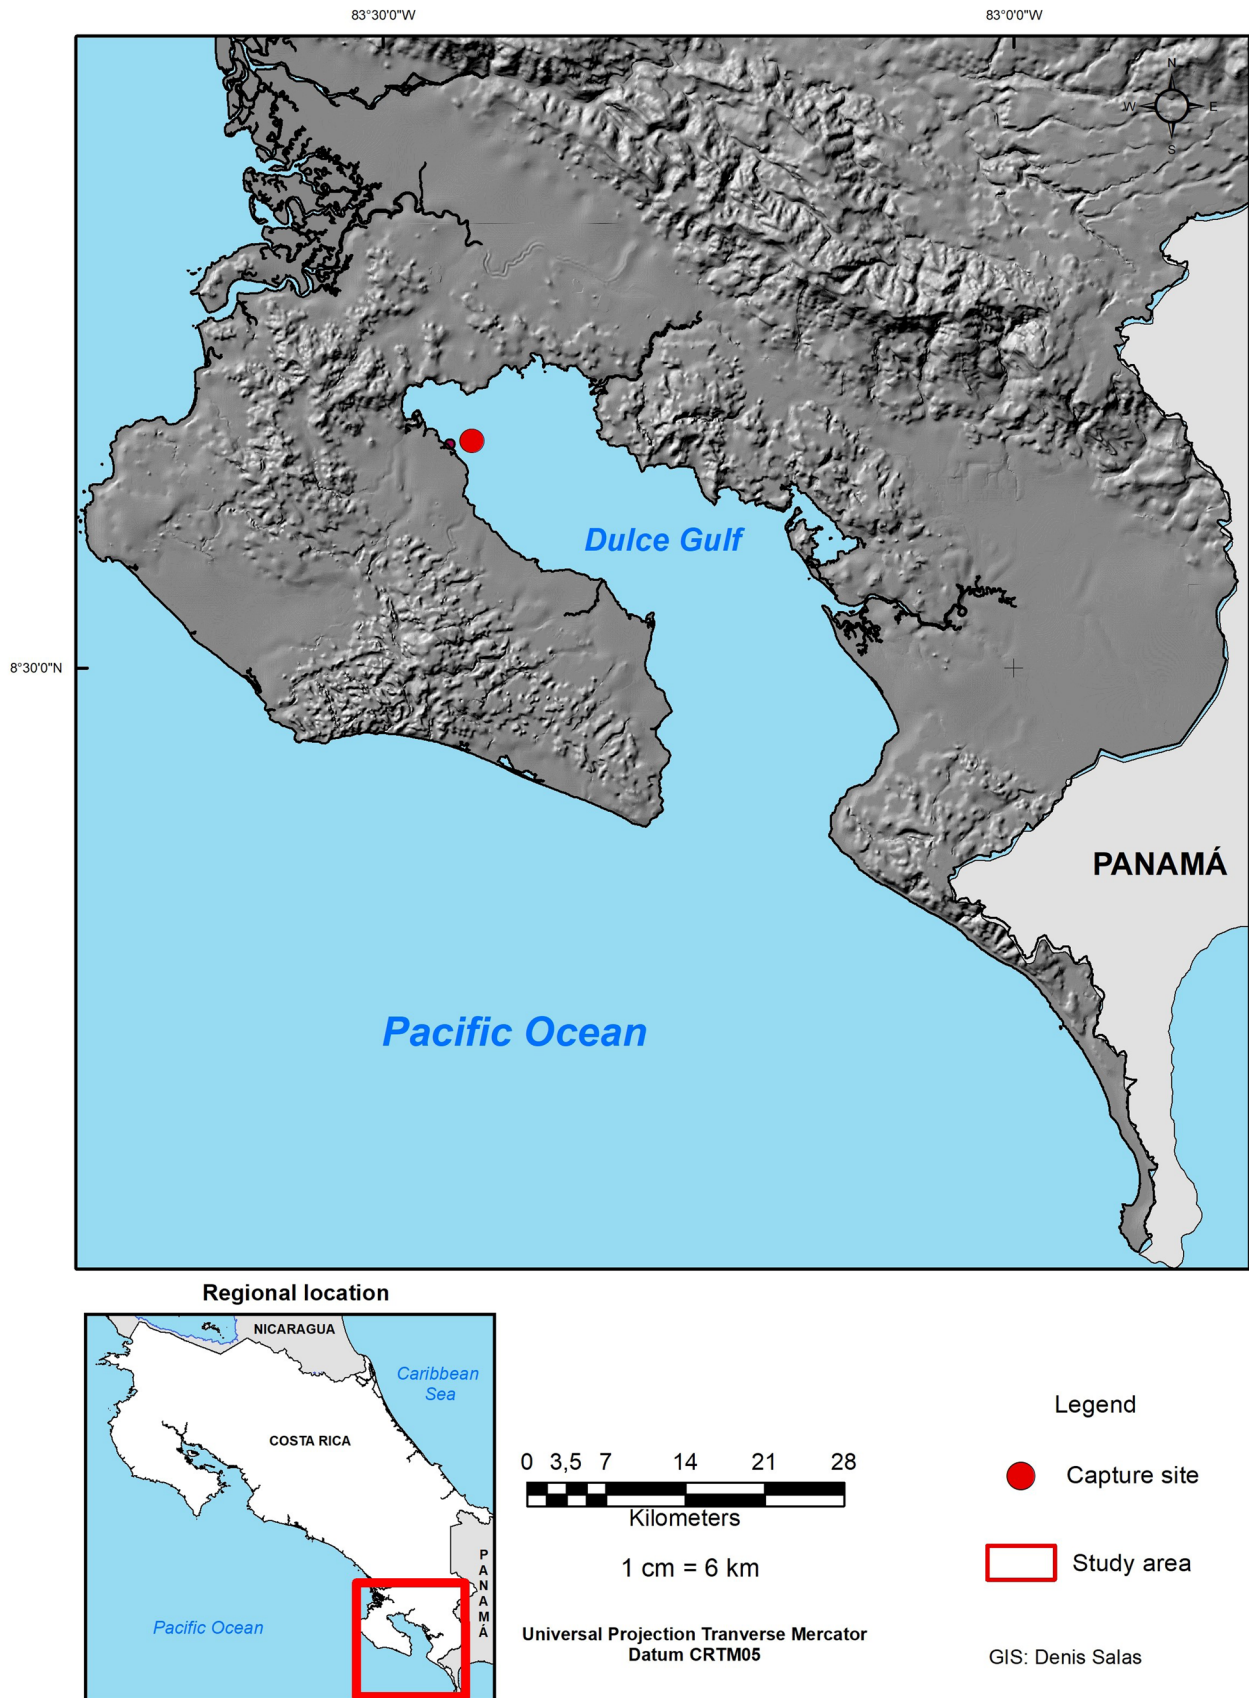 83°30'0"W
83°0'0"W
N
W
E
S
Dulce Gulf
8°30'0"N
PANAMÁ
Pacific Ocean
Regional location
NICARAGUA
Caribbean
Sea
COSTA RICA
PANAMÁ
Pacific Ocean
0 3,5 7 14 21 28
Kilometers
1 cm = 6 km
Universal Projection Tranverse Mercator
Datum CRTM05
Legend
Capture site
Study area
GIS: Denis Salas